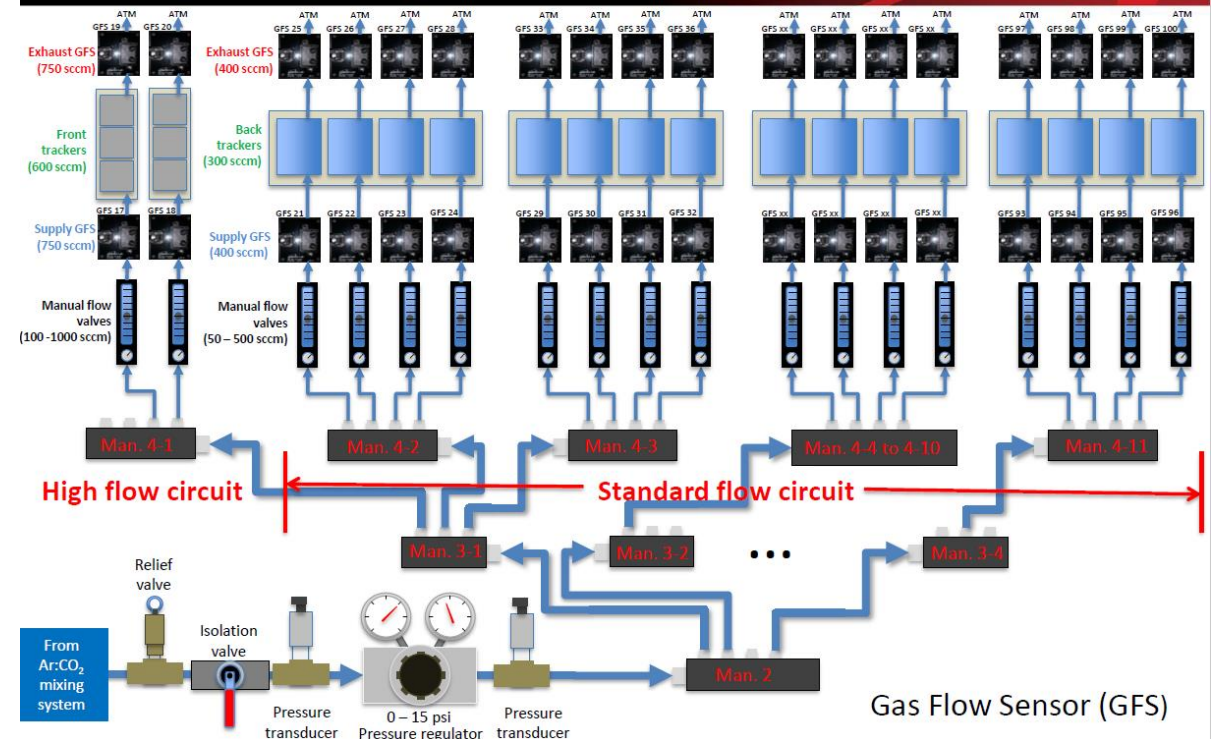 ATM ATM ATM ATM ATM ATM ATM ATM ATM ATM ATM ATM ATM ATM ATM ATM ATM ATM
GFS 19 GFS 20 GFS 25 GFS 26 GFS 27 GFS 28 GFS 33 GFS 34 GFS 35 GFS 36 GFS xx GFS xx GFS xx GFS xx GFS 97 GFS 98 GFS 99 GFS 100
Exhaust GFS
(750 sccm)
Exhaust GFS
(400 sccm)
Front
trackers
(600 sccm)
Back
trackers
(300 sccm)
GFS 17 GFS 18 GFS 21 GFS 22 GFS 23 GFS 24 GFS 29 GFS 30 GFS 31 GFS 32 GFS xx GFS xx GFS xx GFS xx GFS 93 GFS 94 GFS 95 GFS 96
Supply GFS
(750 sccm)
Supply GFS
(400 sccm)
Manual flow
valves
(100 -1000 sccm)
Manual flow
valves
(50 – 500 sccm)
Man. 4-1 Man. 4-2 Man. 4-3 Man. 4-4 to 4-10 Man. 4-11
High flow circuit Standard flow circuit
Man. 3-1 Man. 3-2 ... Man. 3-4
Relief
valve
Isolation
valve
From
Ar:CO₂
mixing
system
Man. 2
Pressure
transducer
0 – 15 psi
Pressure regulator
Pressure
transducer
Gas Flow Sensor (GFS)